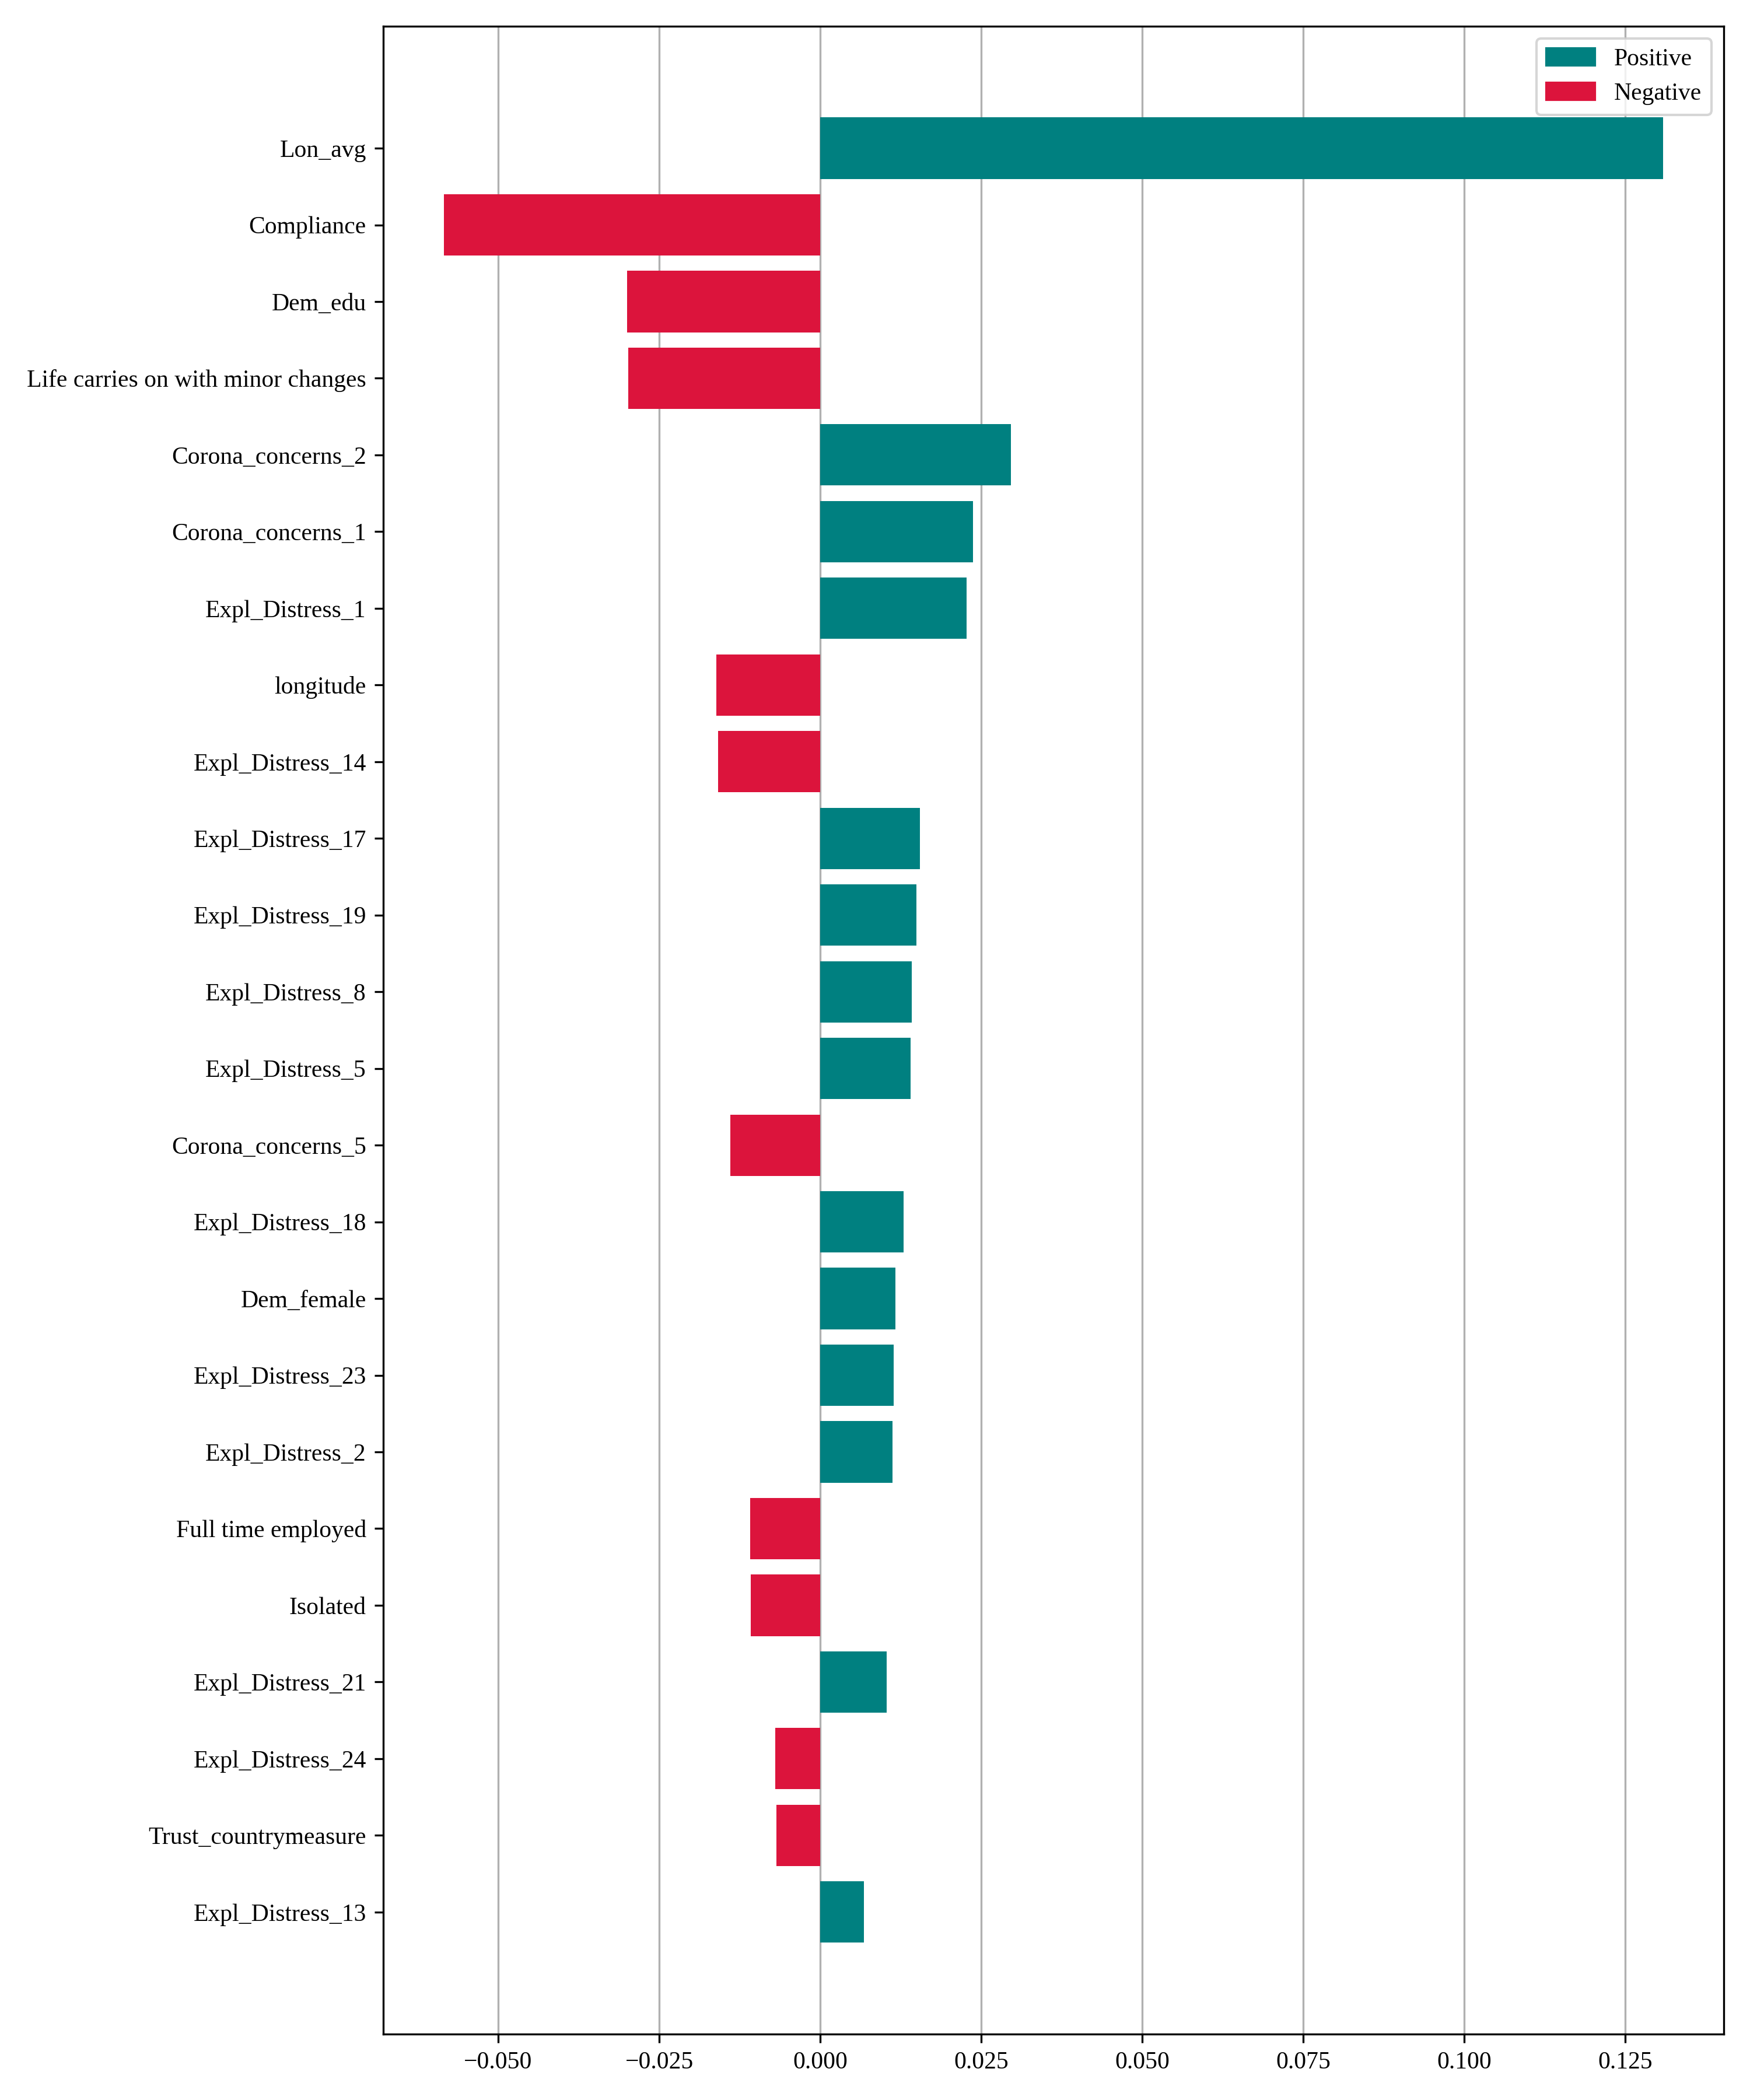 Positive
Negative
Lon_avg
Compliance
Dem_edu
Life carries on with minor changes
Corona_concerns_2
Corona_concerns_1
Expl_Distress_1
longitude
Expl_Distress_14
Expl_Distress_17
Expl_Distress_19
Expl_Distress_8
Expl_Distress_5
Corona_concerns_5
Expl_Distress_18
Dem_female
Expl_Distress_23
Expl_Distress_2
Full time employed
Isolated
Expl_Distress_21
Expl_Distress_24
Trust_countrymeasure
Expl_Distress_13
−0.050 −0.025 0.000 0.025 0.050 0.075 0.100 0.125